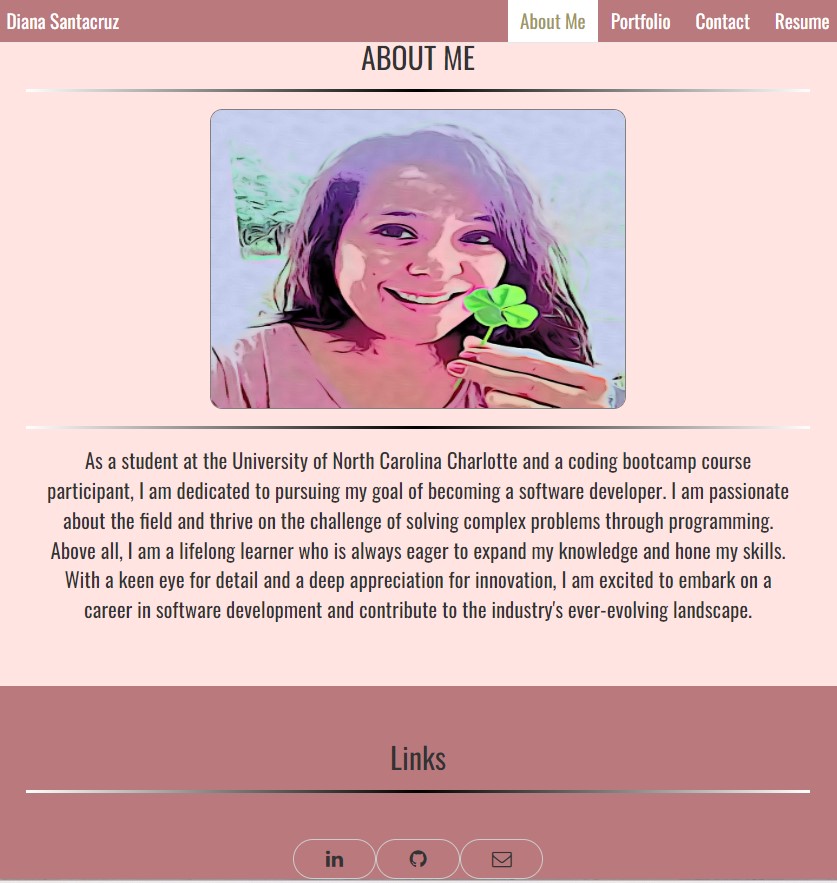 Diana Santacruz
About Me
Portfolio
Contact
Resume
ABOUT ME
As a student at the University of North Carolina Charlotte and a coding bootcamp course
participant, I am dedicated to pursuing my goal of becoming a software developer. I am passionate
about the field and thrive on the challenge of solving complex problems through programming.
Above all, I am a lifelong learner who is always eager to expand my knowledge and hone my skills.
With a keen eye for detail and a deep appreciation for innovation, I am excited to embark on a
career in software development and contribute to the industry's ever-evolving landscape.
Links
in